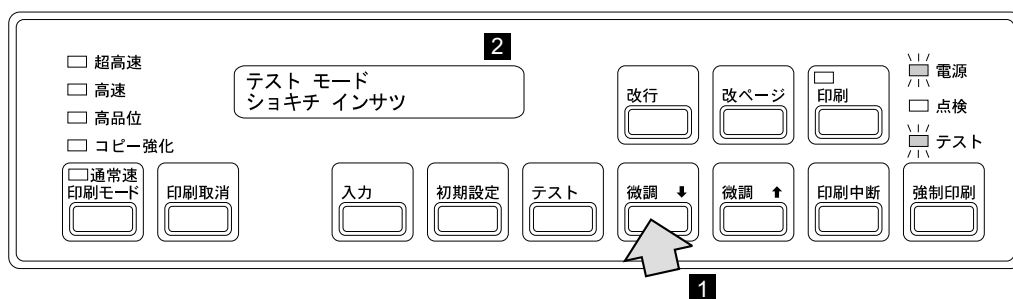 2
超高速
高速
高品位
コピー強化
テスト モード
ショキチ インサツ
改行
改ページ
印刷
電源
点検
テスト
通常速
印刷モード
印刷取消
入力
初期設定
テスト
微調 ⬇
微調 ⬆
印刷中断
強制印刷
1